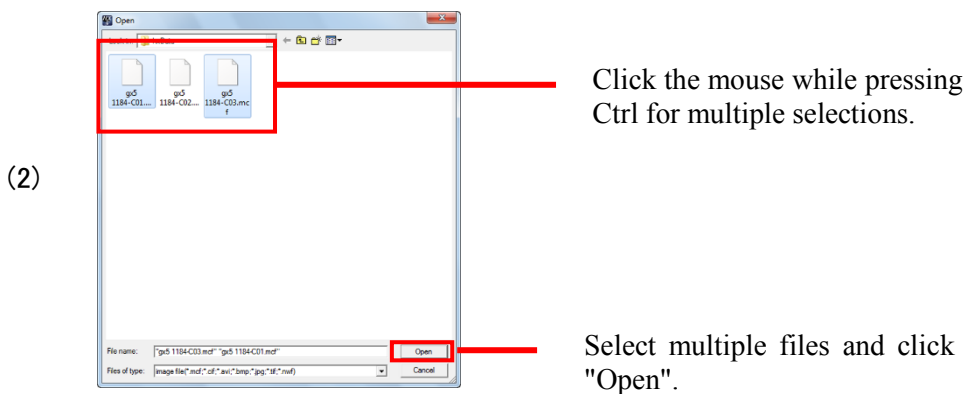 Open
gx5
1184-C01....
gx5
1184-C02....
gx5
1184-C03.mc
f
Click the mouse while pressing
Ctrl for multiple selections.
(2)
File name:
"gx5 1184-C03.mcf" "gx5 1184-C01.mcf"
Open
Files of type:
image file(*.mcf;*.cif;*.avi;*.bmp;*.jpg;*.tif;*.nwf)
Cancel
Select multiple files and click
"Open".